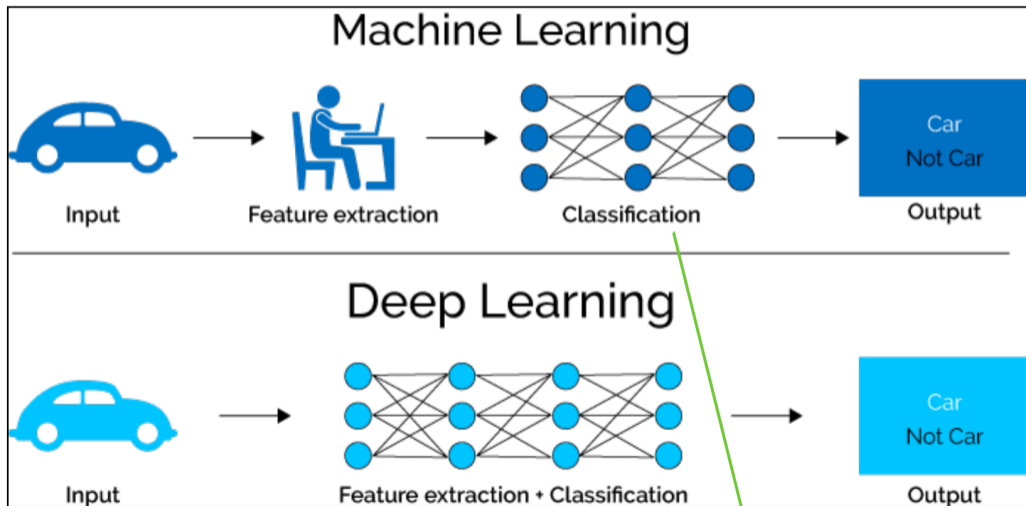 Machine Learning
Car
Not Car
Input
Feature extraction
Classification
Output
Deep Learning
Car
Not Car
Input
Feature extraction + Classification
Output